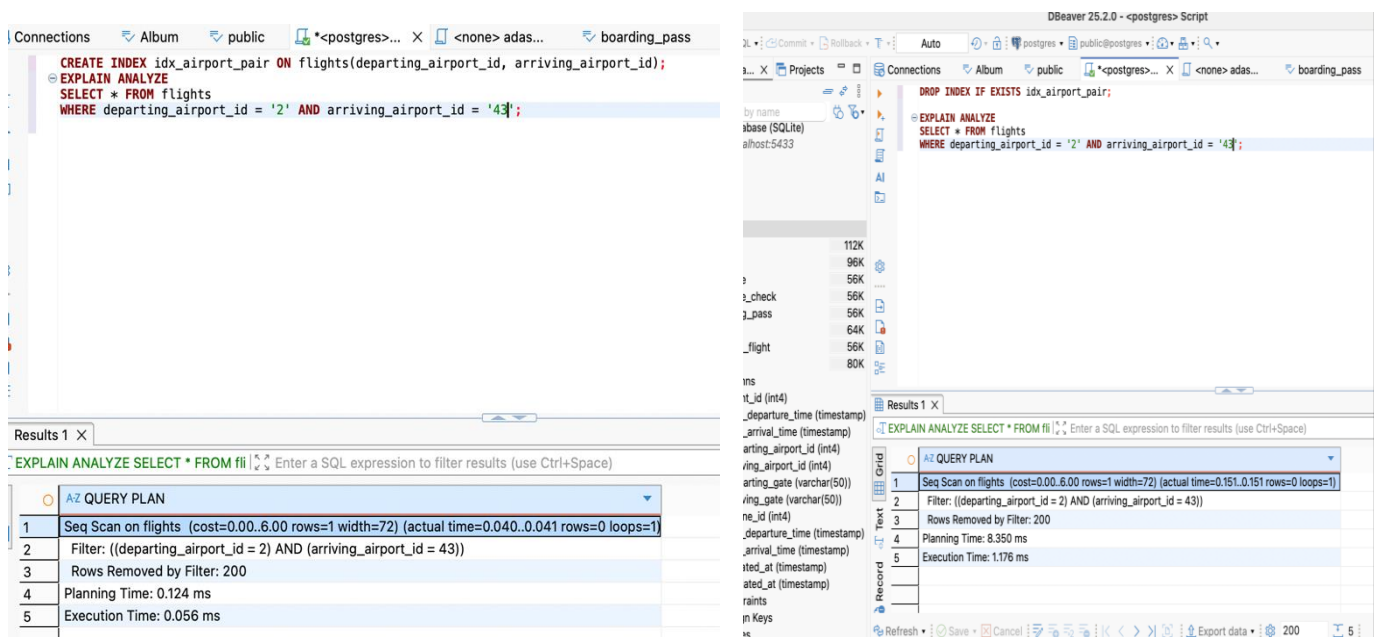 Connections Album public *<postgres>... X <none> adas... boarding_pass
CREATE INDEX idx_airport_pair ON flights(departing_airport_id, arriving_airport_id);
EXPLAIN ANALYZE
SELECT * FROM flights
WHERE departing_airport_id = '2' AND arriving_airport_id = '43';
Results 1 X
EXPLAIN ANALYZE SELECT * FROM fli Enter a SQL expression to filter results (use Ctrl+Space)
A-Z QUERY PLAN
1 Seq Scan on flights (cost=0.00..6.00 rows=1 width=72) (actual time=0.040..0.041 rows=0 loops=1)
2 Filter: ((departing_airport_id = 2) AND (arriving_airport_id = 43))
3 Rows Removed by Filter: 200
4 Planning Time: 0.124 ms
5 Execution Time: 0.056 ms
DBeaver 25.2.0 - <postgres> Script
QL Commit Rollback T Auto postgres public@postgres
a... X Projects Connections Album public *<postgres>... X <none> adas... boarding_pass
by name
abase (SQLite)
alhost:5433
DROP INDEX IF EXISTS idx_airport_pair;
EXPLAIN ANALYZE
SELECT * FROM flights
WHERE departing_airport_id = '2' AND arriving_airport_id = '43';
AI
112K
96K
e 56K
e_check 56K
g_pass 56K
64K
_flight 56K
80K
nns
nt_id (int4)
_departure_time (timestamp)
_arrival_time (timestamp)
arting_airport_id (int4)
ving_airport_id (int4)
arting_gate (varchar(50))
ving_gate (varchar(50))
ne_id (int4)
_departure_time (timestamp)
_arrival_time (timestamp)
ated_at (timestamp)
ated_at (timestamp)
raints
gn Keys
es
Results 1 X
EXPLAIN ANALYZE SELECT * FROM fli Enter a SQL expression to filter results (use Ctrl+Space)
Grid
Text
Record
A-Z QUERY PLAN
1 Seq Scan on flights (cost=0.00..6.00 rows=1 width=72) (actual time=0.151..0.151 rows=0 loops=1)
2 Filter: ((departing_airport_id = 2) AND (arriving_airport_id = 43))
3 Rows Removed by Filter: 200
4 Planning Time: 8.350 ms
5 Execution Time: 1.176 ms
Refresh Save Cancel Export data 200 5